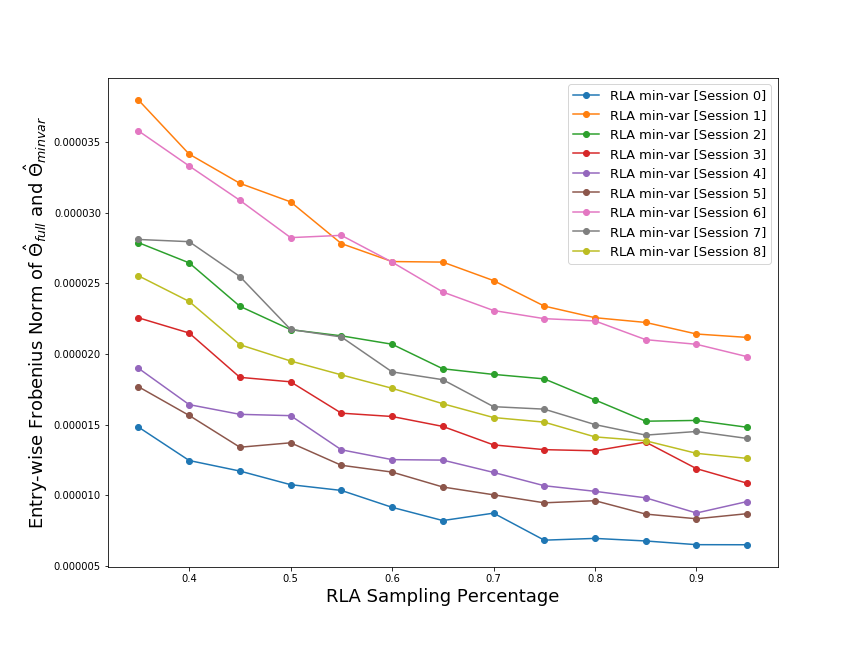 Entry-wise Frobenius Norm of Θ̂_full and Θ̂_minvar
0.000035
0.000030
0.000025
0.000020
0.000015
0.000010
0.000005
RLA min-var [Session 0]
RLA min-var [Session 1]
RLA min-var [Session 2]
RLA min-var [Session 3]
RLA min-var [Session 4]
RLA min-var [Session 5]
RLA min-var [Session 6]
RLA min-var [Session 7]
RLA min-var [Session 8]
0.4 0.5 0.6 0.7 0.8 0.9
RLA Sampling Percentage